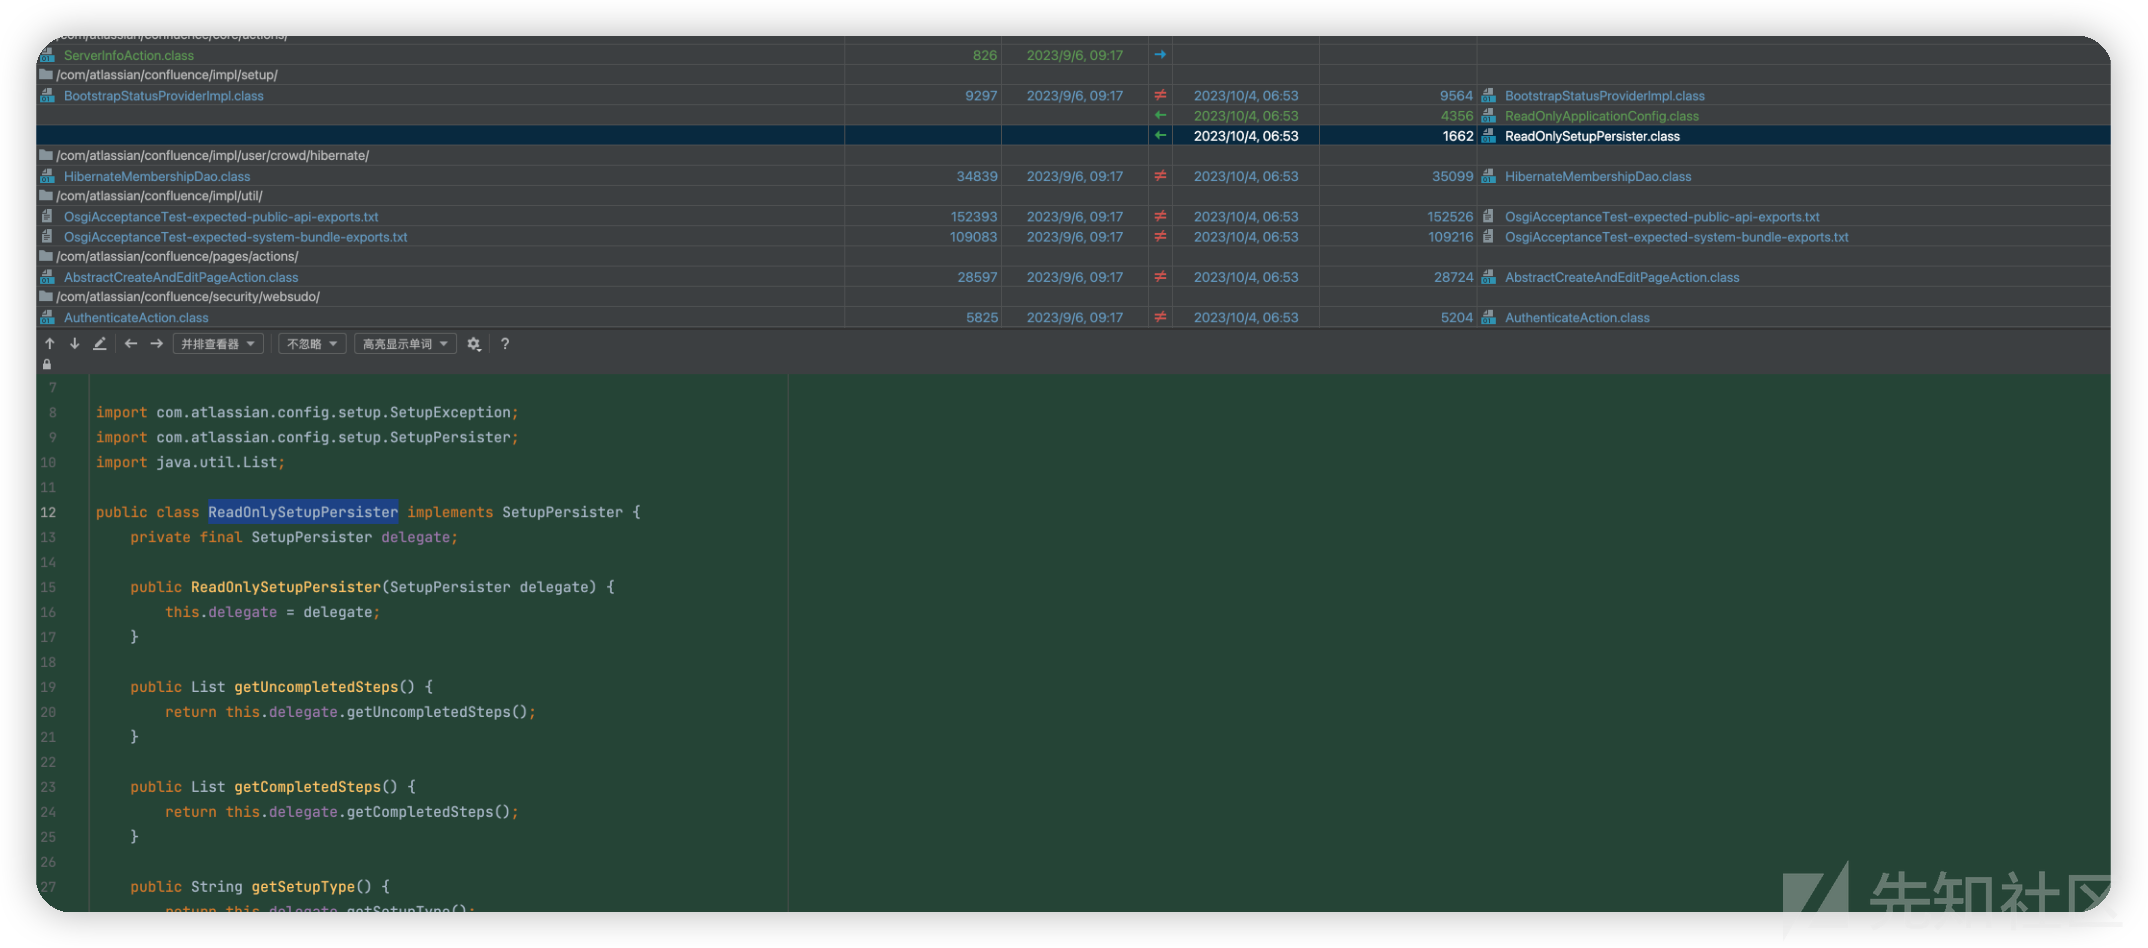 /com/atlassian/confluence/core/actions/
ServerInfoAction.class 826 2023/9/6, 09:17 →
/com/atlassian/confluence/impl/setup/
BootstrapStatusProviderImpl.class 9297 2023/9/6, 09:17 ≠ 2023/10/4, 06:53 9564 BootstrapStatusProviderImpl.class
← 2023/10/4, 06:53 4356 ReadOnlyApplicationConfig.class
← 2023/10/4, 06:53 1662 ReadOnlySetupPersister.class
/com/atlassian/confluence/impl/user/crowd/hibernate/
HibernateMembershipDao.class 34839 2023/9/6, 09:17 ≠ 2023/10/4, 06:53 35099 HibernateMembershipDao.class
/com/atlassian/confluence/impl/util/
OsgiAcceptanceTest-expected-public-api-exports.txt 152393 2023/9/6, 09:17 ≠ 2023/10/4, 06:53 152526 OsgiAcceptanceTest-expected-public-api-exports.txt
OsgiAcceptanceTest-expected-system-bundle-exports.txt 109083 2023/9/6, 09:17 ≠ 2023/10/4, 06:53 109216 OsgiAcceptanceTest-expected-system-bundle-exports.txt
/com/atlassian/confluence/pages/actions/
AbstractCreateAndEditPageAction.class 28597 2023/9/6, 09:17 ≠ 2023/10/4, 06:53 28724 AbstractCreateAndEditPageAction.class
/com/atlassian/confluence/security/websudo/
AuthenticateAction.class 5825 2023/9/6, 09:17 ≠ 2023/10/4, 06:53 5204 AuthenticateAction.class
并排查看器 不忽略 高亮显示单词 ?
7
8 import com.atlassian.config.setup.SetupException;
9 import com.atlassian.config.setup.SetupPersister;
10 import java.util.List;
11
12 public class ReadOnlySetupPersister implements SetupPersister {
13 private final SetupPersister delegate;
14
15 public ReadOnlySetupPersister(SetupPersister delegate) {
16 this.delegate = delegate;
17 }
18
19 public List getUncompletedSteps() {
20 return this.delegate.getUncompletedSteps();
21 }
22
23 public List getCompletedSteps() {
24 return this.delegate.getCompletedSteps();
25 }
26
27 public String getSetupType() {
return this.delegate.getSetupType();
先知社区